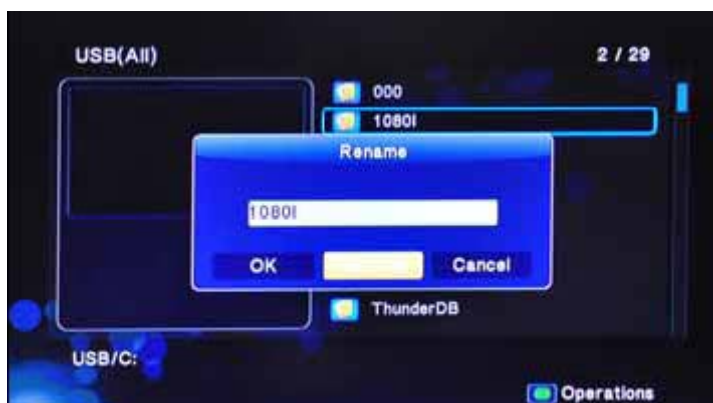 USB(All)
2 / 29
000
1080I
Rename
1080I
OK
Cancel
ThunderDB
USB/C:
Operations